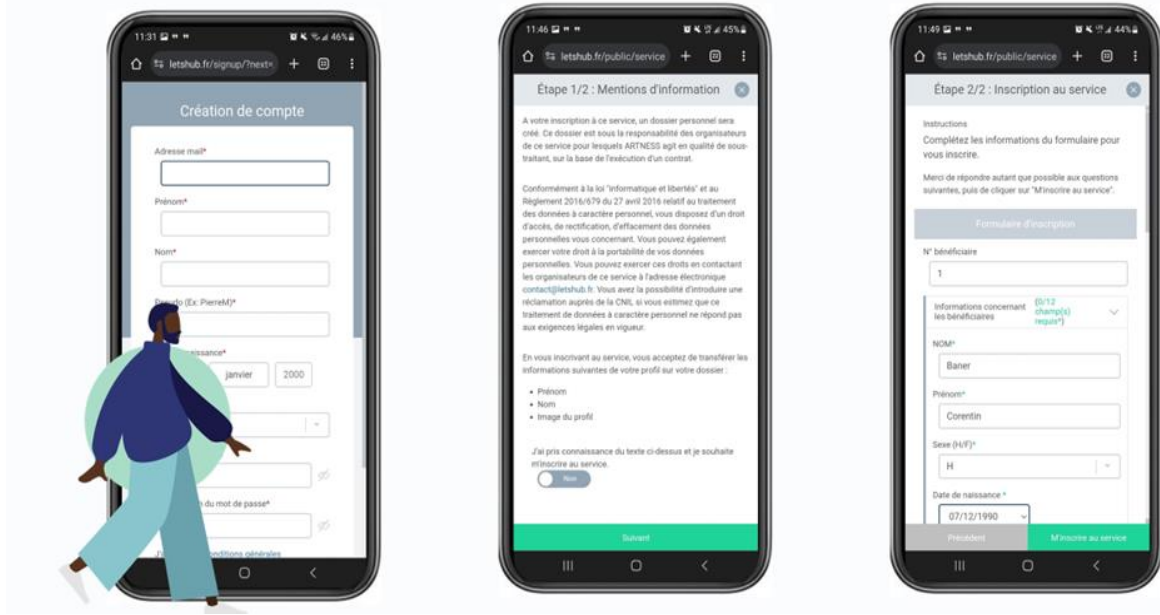 11:31
46%
letshub.fr/signup/?next=
Création de compte
Adresse mail*
Prénom*
Nom*
Pseudo (Ex: PierreM)*
naissance*
janvier
2000
du mot de passe*
J'ai
conditions générales
11:46
45%
letshub.fr/public/service
Étape 1/2 : Mentions d'information
A votre inscription à ce service, un dossier personnel sera
créé. Ce dossier est sous la responsabilité des organisateurs
de ce service pour lesquels ARTNESS agit en qualité de sous-
traitant, sur la base de l'exécution d'un contrat.
Conformément à la loi "informatique et libertés" et au
Règlement 2016/679 du 27 avril 2016 relatif au traitement
des données à caractère personnel, vous disposez d'un droit
d'accès, de rectification, d'effacement des données
personnelles vous concernant. Vous pouvez également
exercer votre droit à la portabilité de vos données
personnelles. Vous pouvez exercer ces droits en contactant
les organisateurs de ce service à l'adresse électronique
contact@letshub.fr. Vous avez la possibilité d'introduire une
réclamation auprès de la CNIL si vous estimez que ce
traitement de données à caractère personnel ne répond pas
aux exigences légales en vigueur.
En vous inscrivant au service, vous acceptez de transférer les
informations suivantes de votre profil sur votre dossier :
• Prénom
• Nom
• Image du profil
J'ai pris connaissance du texte ci-dessus et je souhaite
m'inscrire au service.
Non
Suivant
11:49
44%
letshub.fr/public/service
Étape 2/2 : Inscription au service
Instructions
Complétez les informations du formulaire pour
vous inscrire.
Merci de répondre autant que possible aux questions
suivantes, puis de cliquer sur "M'inscrire au service".
Formulaire d'inscription
N° bénéficiaire
1
Informations concernant
les bénéficiaires
(0/12
champ(s)
requis*)
NOM*
Baner
Prénom*
Corentin
Sexe (H/F)*
H
Date de naissance *
07/12/1990
Précédent
M'inscrire au service